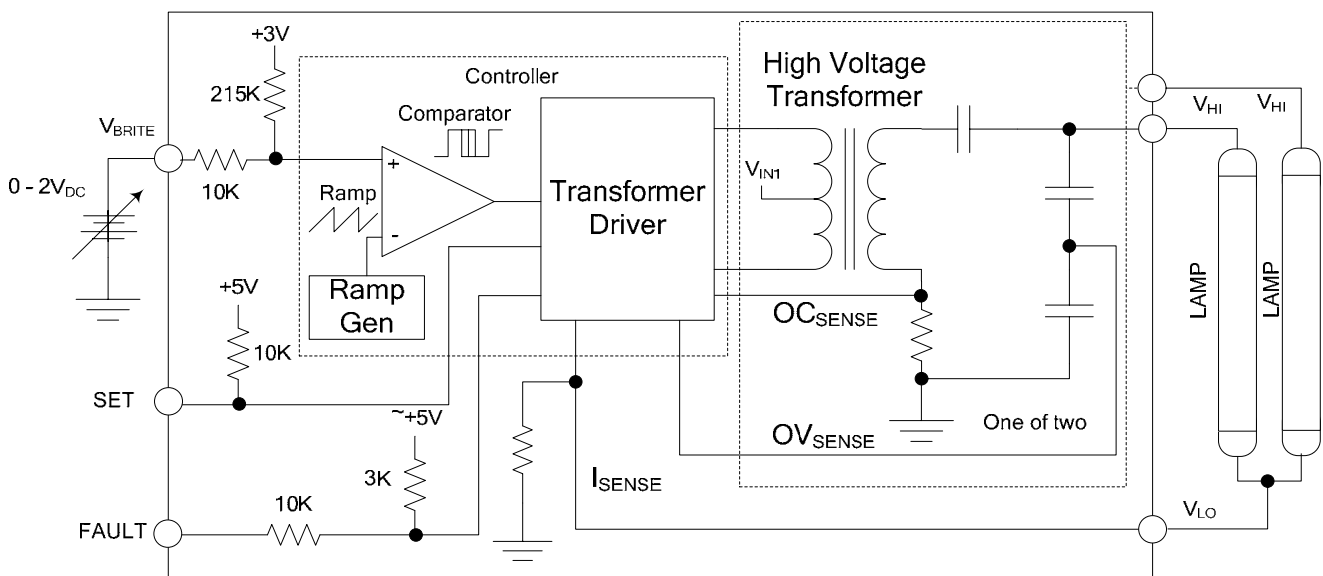 +3V
Controller
High Voltage
Transformer
215K
Comparator
V_HI
V_HI
V_BRITE
+
V_IN1
0 - 2V_DC
10K
Ramp
Transformer
Driver
-
+5V
Ramp
Gen
LAMP
LAMP
OC_SENSE
10K
SET
~+5V
One of two
OV_SENSE
3K
I_SENSE
10K
FAULT
V_LO